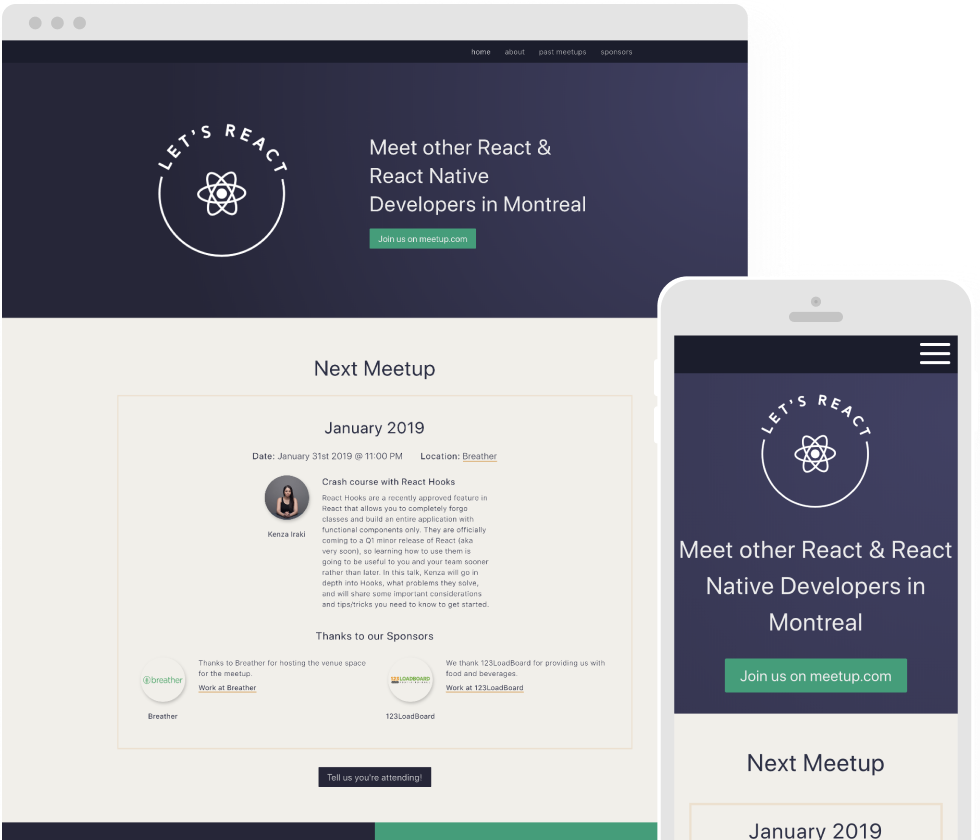 home about past meetups sponsors
LET'S REACT
Meet other React &
React Native
Developers in Montreal
Join us on meetup.com
Next Meetup
January 2019
Date: January 31st 2019 @ 11:00 PM Location: Breather
Crash course with React Hooks
React Hooks are a recently approved feature in
React that allows you to completely forgo
classes and build an entire application with
functional components only. They are officially
coming to a Q1 minor release of React (aka
very soon), so learning how to use them is
going to be useful to you and your team sooner
rather than later. In this talk, Kenza will go in
depth into Hooks, what problems they solve,
and will share some important considerations
and tips/tricks you need to know to get started.
Kenza Iraki
Thanks to our Sponsors
breather
Thanks to Breather for hosting the venue space
for the meetup.
Work at Breather
Breather
123LOADBOARD
We thank 123LoadBoard for providing us with
food and beverages.
Work at 123LoadBoard
123LoadBoard
Tell us you're attending!
LET'S REACT
Meet other React & React
Native Developers in
Montreal
Join us on meetup.com
Next Meetup
January 2019